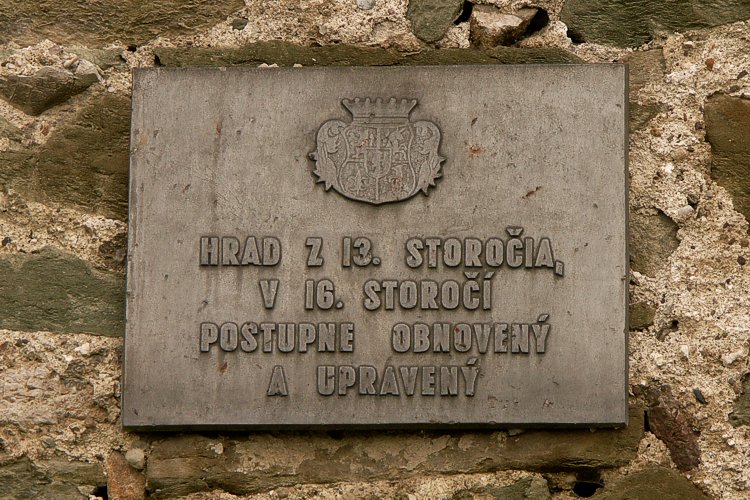 HRAD Z 13. STOROČIA,
V 16. STOROČÍ
POSTUPNE OBNOVENÝ
A UPRAVENÝ